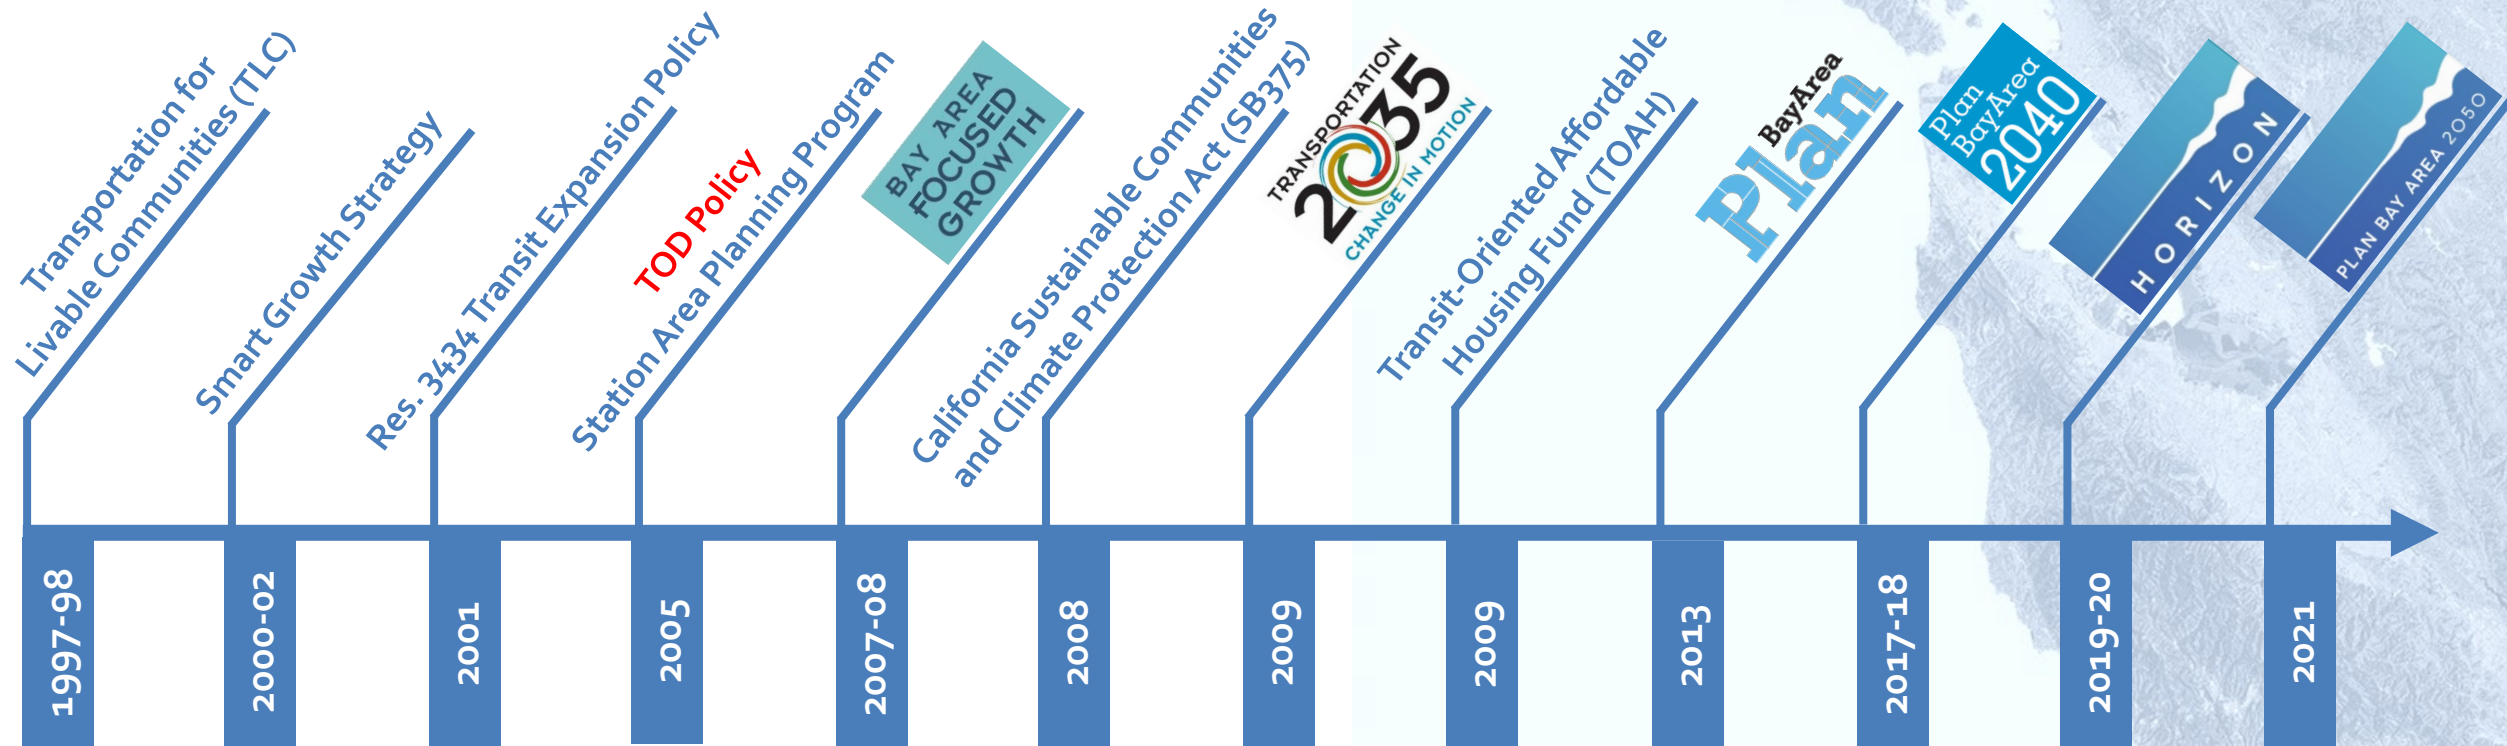 Transportation for
Livable Communities (TLC)
Smart Growth Strategy
Res. 3434 Transit Expansion Policy
TOD Policy
Station Area Planning Program
BAY AREA
FOCUSED
GROWTH
California Sustainable Communities
and Climate Protection Act (SB375)
TRANSPORTATION
2035
CHANGE IN MOTION
Transit-Oriented Affordable
Housing Fund (TOAH)
BayArea
Plan
Plan
BayArea
2040
HORIZON
PLAN BAY AREA 2050
1997-98
2000-02
2001
2005
2007-08
2008
2009
2009
2013
2017-18
2019-20
2021